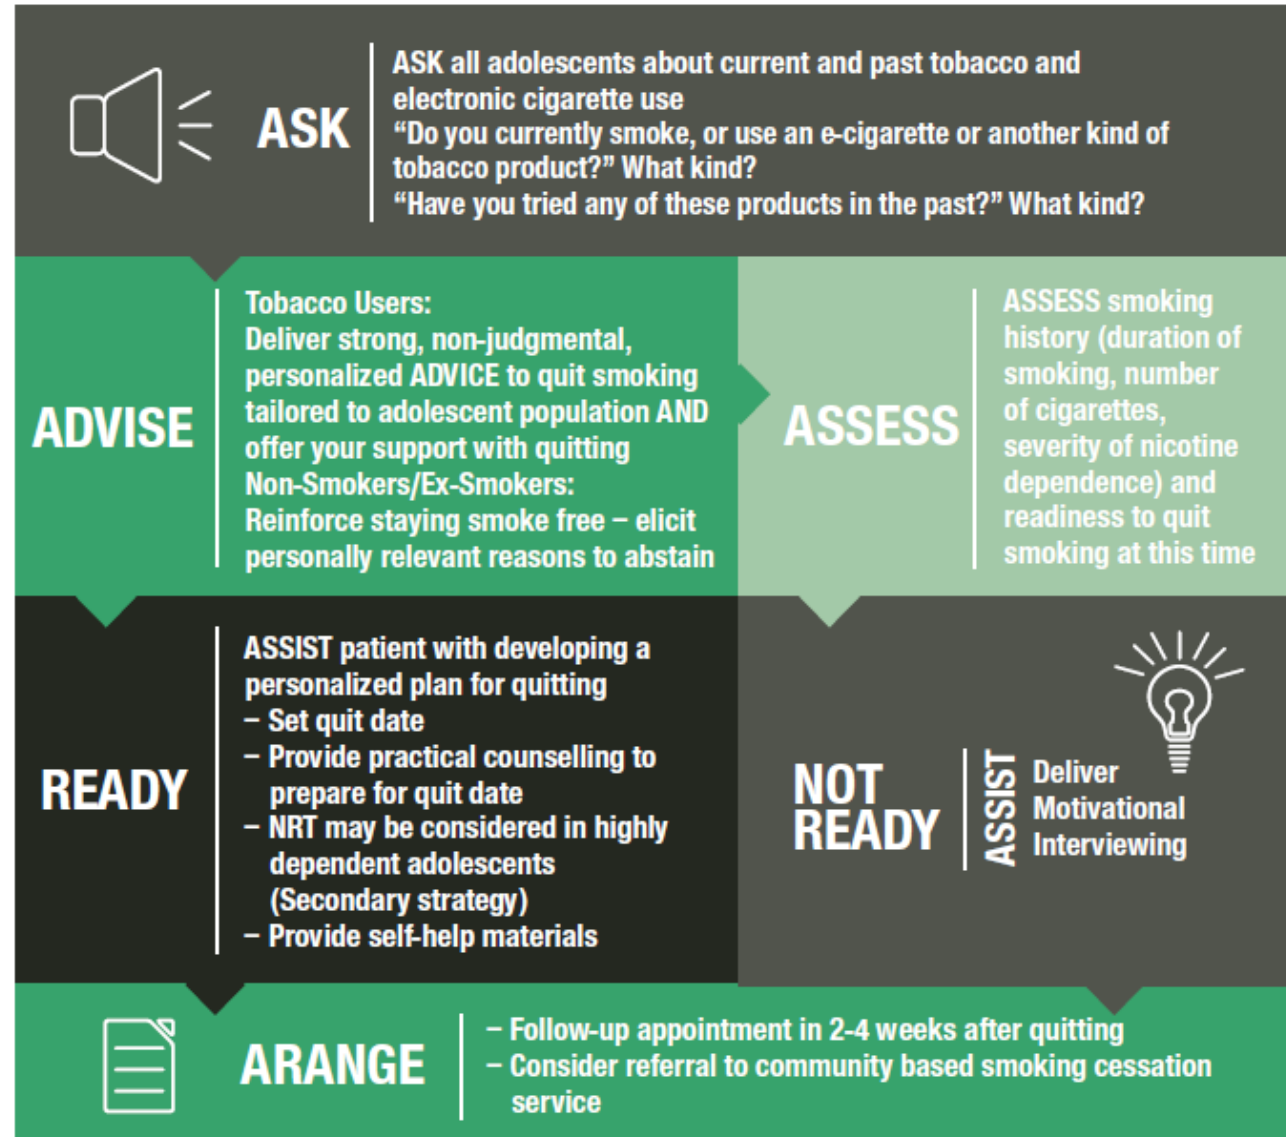 ASK
ASK all adolescents about current and past tobacco and
electronic cigarette use
“Do you currently smoke, or use an e-cigarette or another kind of
tobacco product?” What kind?
“Have you tried any of these products in the past?” What kind?
ADVISE
Tobacco Users:
Deliver strong, non-judgmental,
personalized ADVICE to quit smoking
tailored to adolescent population AND
offer your support with quitting
Non-Smokers/Ex-Smokers:
Reinforce staying smoke free – elicit
personally relevant reasons to abstain
ASSESS
ASSESS smoking
history (duration of
smoking, number
of cigarettes,
severity of nicotine
dependence) and
readiness to quit
smoking at this time
READY
ASSIST patient with developing a
personalized plan for quitting
– Set quit date
– Provide practical counselling to
prepare for quit date
– NRT may be considered in highly
dependent adolescents
(Secondary strategy)
– Provide self-help materials
NOT
READY
ASSIST
Deliver
Motivational
Interviewing
ARANGE
– Follow-up appointment in 2-4 weeks after quitting
– Consider referral to community based smoking cessation
service